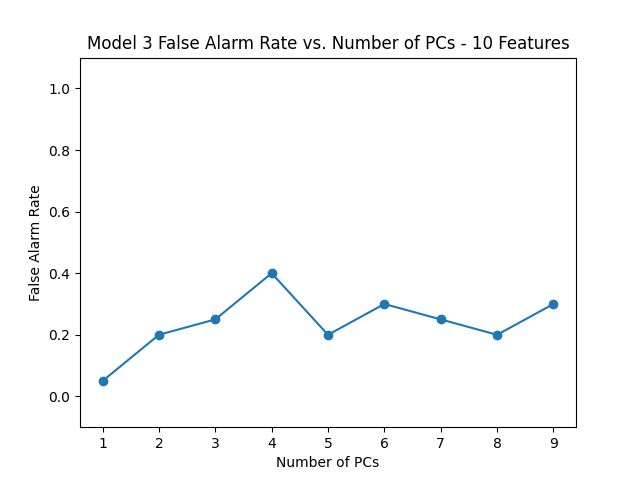 Model 3 False Alarm Rate vs. Number of PCs - 10 Features
1.0
0.8
0.6
0.4
0.2
0.0
False Alarm Rate
1 2 3 4 5 6 7 8 9
Number of PCs